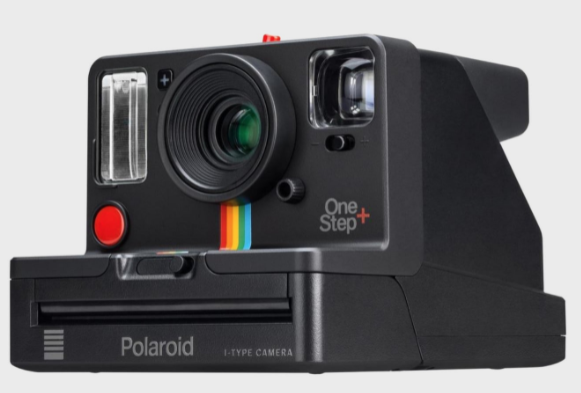 +
One
Step+
Polaroid
I-TYPE CAMERA